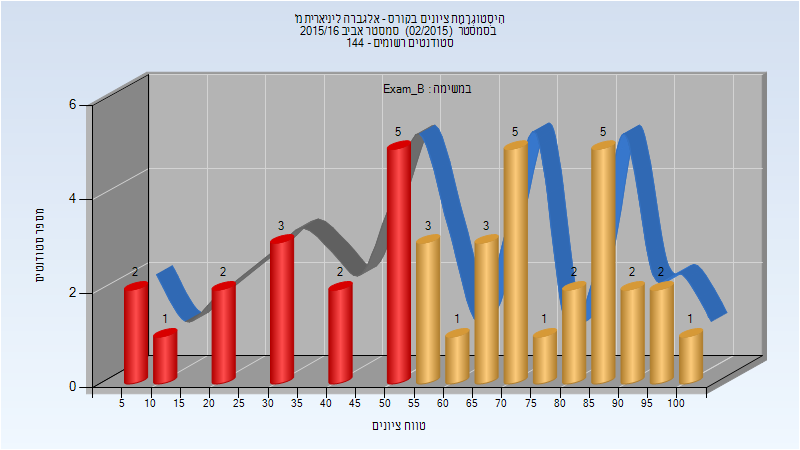 היסטוגרמת ציונים בקורס - אלגברה ליניארית מ'
בסמסטר (02/2015) סמסטר אביב 2015/16
סטודנטים רשומים - 144
במשימה : Exam_B
מספר סטודנטים
6
4
2
0
2
1
2
3
2
5
3
1
3
5
1
2
5
2
2
1
5 10 15 20 25 30 35 40 45 50 55 60 65 70 75 80 85 90 95 100
טווח ציונים